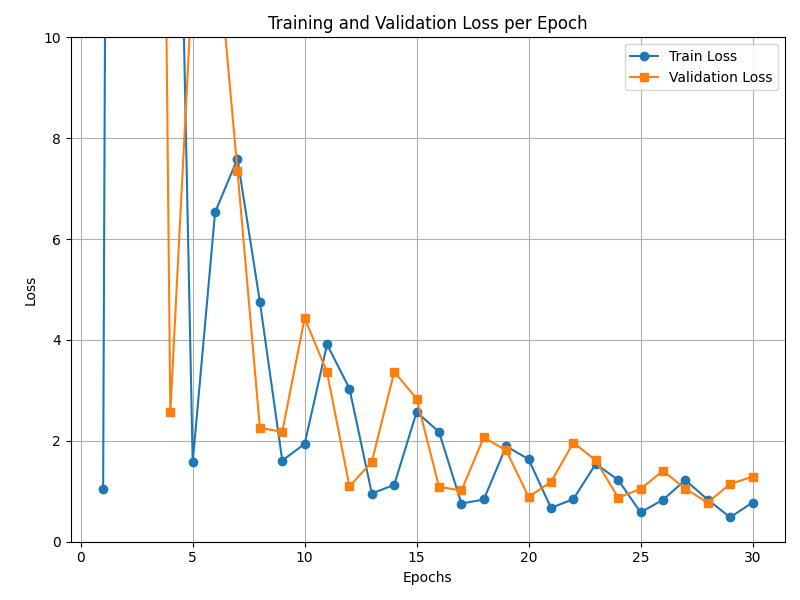 Training and Validation Loss per Epoch
Train Loss
Validation Loss
Loss
10
8
6
4
2
0
0 5 10 15 20 25 30
Epochs